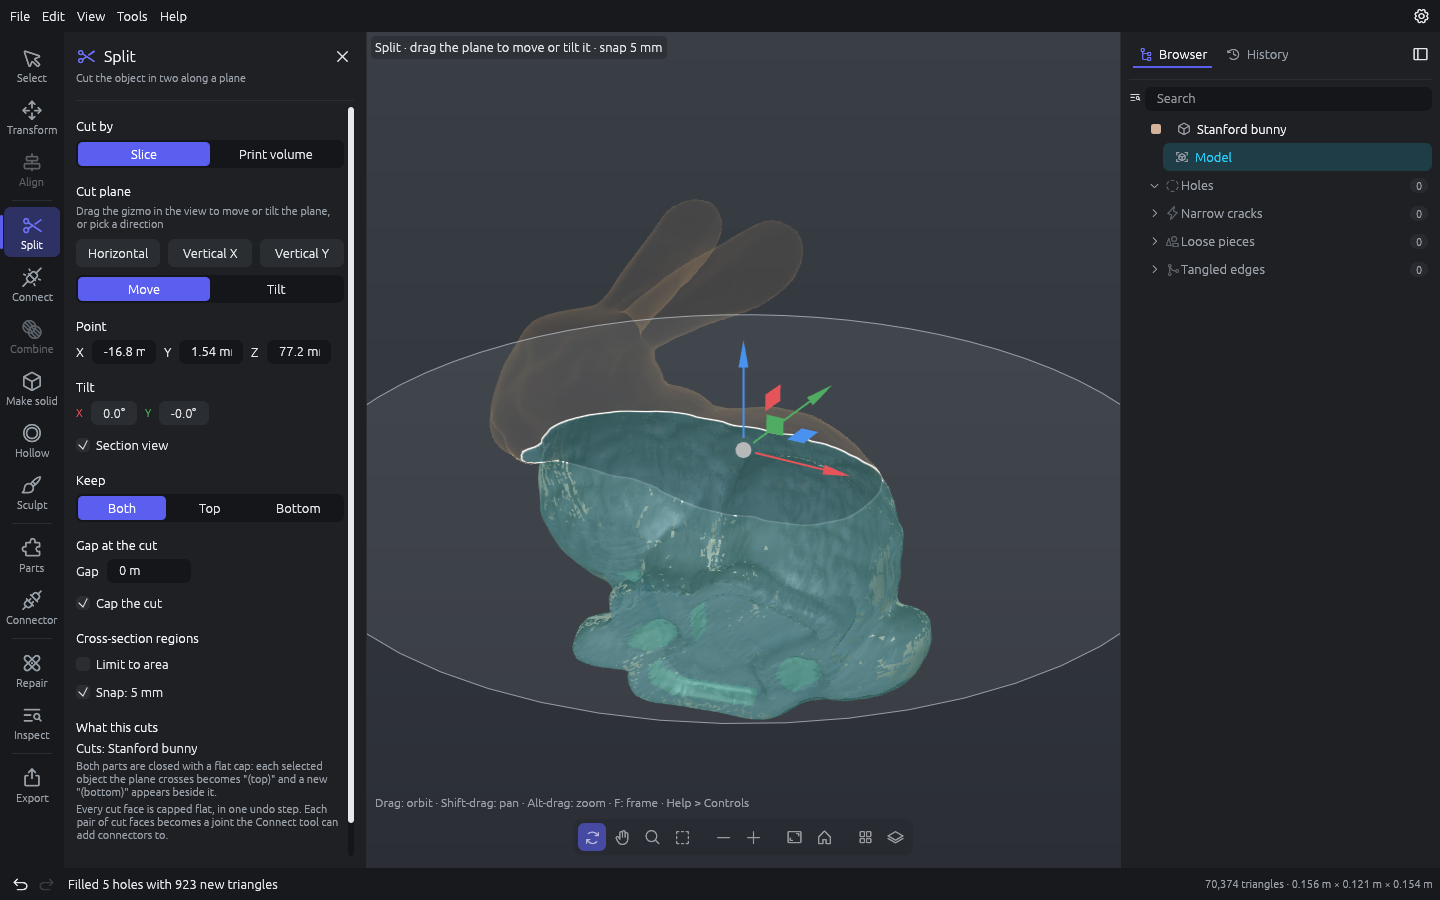 File Edit View Tools Help
Select
Transform
Align
Split
Connect
Combine
Make solid
Hollow
Sculpt
Parts
Connector
Repair
Inspect
Export
Split
Cut the object in two along a plane
Cut by
Slice Print volume
Cut plane
Drag the gizmo in the view to move or tilt the plane,
or pick a direction
Horizontal Vertical X Vertical Y
Move Tilt
Point
X -16.8 m Y 1.54 m Z 77.2 m
Tilt
X 0.0° Y -0.0°
Section view
Keep
Both Top Bottom
Gap at the cut
Gap 0 m
Cap the cut
Cross-section regions
Limit to area
Snap: 5 mm
What this cuts
Cuts: Stanford bunny
Both parts are closed with a flat cap: each selected
object the plane crosses becomes "(top)" and a new
"(bottom)" appears beside it.
Every cut face is capped flat, in one undo step. Each
pair of cut faces becomes a joint the Connect tool can
add connectors to.
Split · drag the plane to move or tilt it · snap 5 mm
Drag: orbit · Shift-drag: pan · Alt-drag: zoom · F: frame · Help > Controls
Browser History
Search
Stanford bunny
Model
Holes 0
Narrow cracks 0
Loose pieces 0
Tangled edges 0
Filled 5 holes with 923 new triangles
70,374 triangles · 0.156 m × 0.121 m × 0.154 m